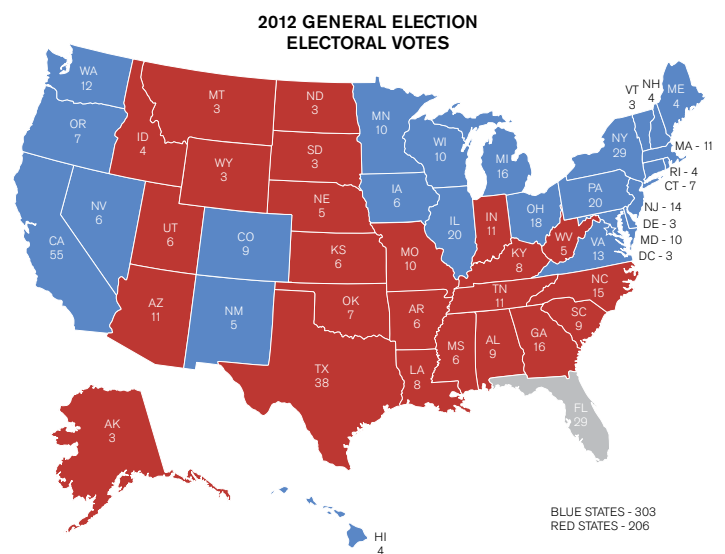 2012 GENERAL ELECTION
ELECTORAL VOTES
WA
12
OR
7
CA
55
NV
6
ID
4
MT
3
WY
3
UT
6
AZ
11
CO
9
NM
5
ND
3
SD
3
NE
5
KS
6
OK
7
TX
38
MN
10
IA
6
MO
10
AR
6
LA
8
WI
10
IL
20
MI
16
IN
11
OH
18
KY
8
TN
11
MS
6
AL
9
GA
16
FL
29
SC
9
NC
15
VA
13
WV
5
PA
20
NY
29
VT
3
NH
4
ME
4
MA - 11
RI - 4
CT - 7
NJ - 14
DE - 3
MD - 10
DC - 3
AK
3
HI
4
BLUE STATES - 303
RED STATES - 206